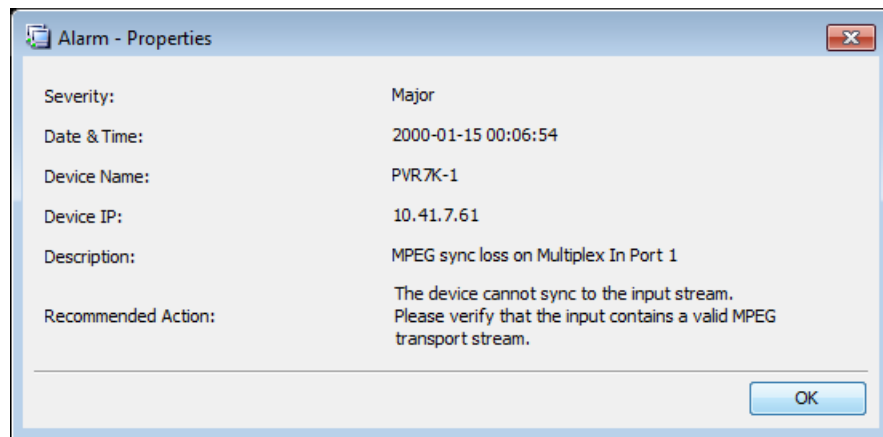 Alarm - Properties
Severity: Major
Date & Time: 2000-01-15 00:06:54
Device Name: PVR7K-1
Device IP: 10.41.7.61
Description: MPEG sync loss on Multiplex In Port 1
Recommended Action: The device cannot sync to the input stream.
Please verify that the input contains a valid MPEG
transport stream.
OK